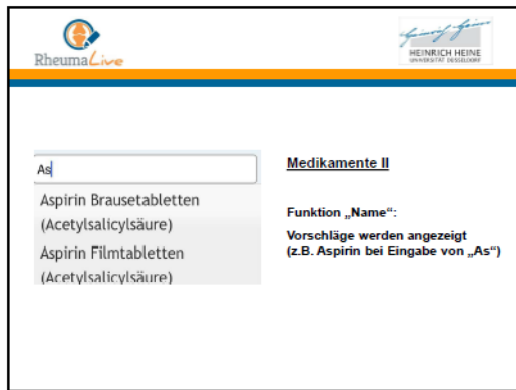 RheumaLive
HEINRICH HEINE
UNIVERSITÄT DÜSSELDORF
As
Aspirin Brausetabletten
(Acetylsalicylsäure)
Aspirin Filmtabletten
(Acetylsalicylsäure)
Medikamente II
Funktion „Name“:
Vorschläge werden angezeigt
(z.B. Aspirin bei Eingabe von „As“)